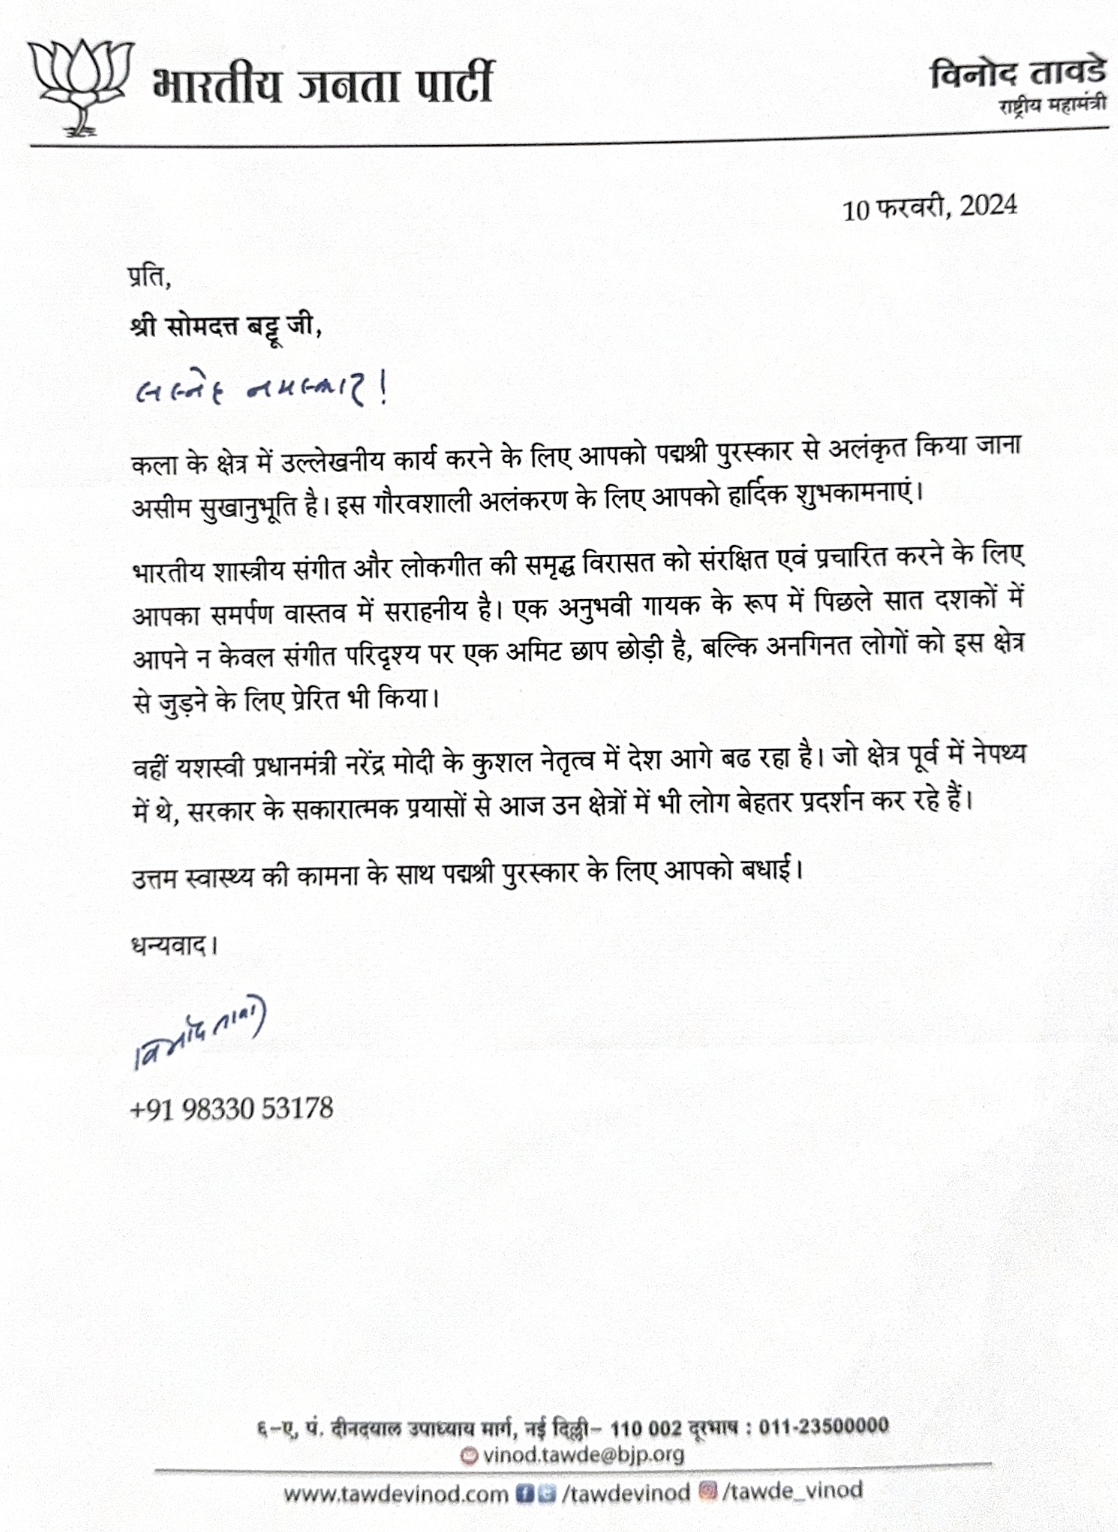 भारतीय जनता पार्टी
विनोद तावडे
राष्ट्रीय महामंत्री
10 फरवरी, 2024
प्रति,
श्री सोमदत्त बट्टू जी,
सस्नेह नमस्कार!
कला के क्षेत्र में उल्लेखनीय कार्य करने के लिए आपको पद्मश्री पुरस्कार से अलंकृत किया जाना
असीम सुखानुभूति है। इस गौरवशाली अलंकरण के लिए आपको हार्दिक शुभकामनाएं।
भारतीय शास्त्रीय संगीत और लोकगीत की समृद्ध विरासत को संरक्षित एवं प्रचारित करने के लिए
आपका समर्पण वास्तव में सराहनीय है। एक अनुभवी गायक के रूप में पिछले सात दशकों में
आपने न केवल संगीत परिदृश्य पर एक अमिट छाप छोड़ी है, बल्कि अनगिनत लोगों को इस क्षेत्र
से जुड़ने के लिए प्रेरित भी किया।
वहीं यशस्वी प्रधानमंत्री नरेंद्र मोदी के कुशल नेतृत्व में देश आगे बढ रहा है। जो क्षेत्र पूर्व में नेपथ्य
में थे, सरकार के सकारात्मक प्रयासों से आज उन क्षेत्रों में भी लोग बेहतर प्रदर्शन कर रहे हैं।
उत्तम स्वास्थ्य की कामना के साथ पद्मश्री पुरस्कार के लिए आपको बधाई।
धन्यवाद।
विनोद तावडे
+91 98330 53178
६-ए, पं. दीनदयाल उपाध्याय मार्ग, नई दिल्ली- 110 002 दूरभाष : 011-23500000
vinod.tawde@bjp.org
www.tawdevinod.com /tawdevinod /tawde_vinod